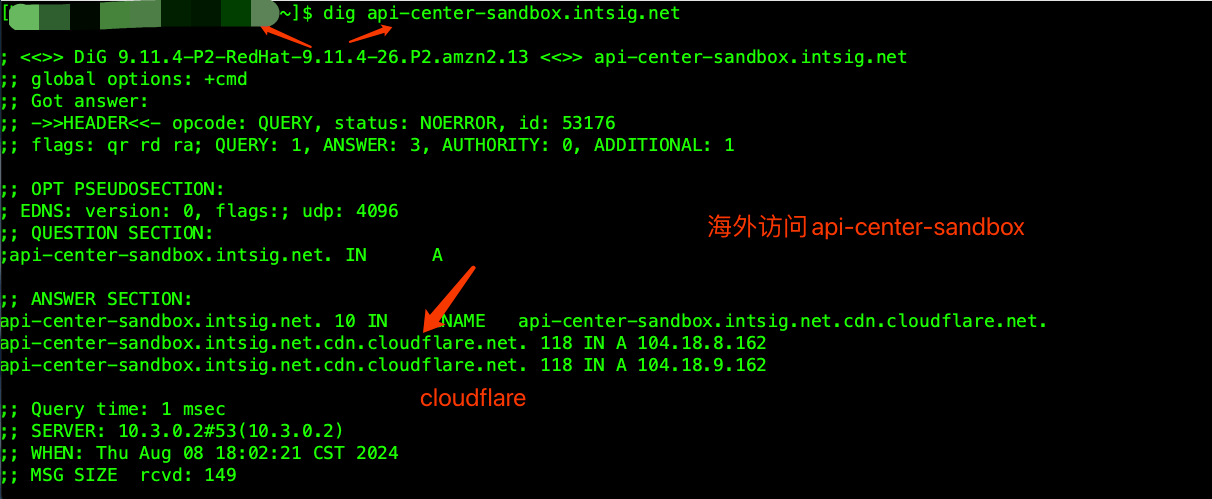 [ ~]$ dig api-center-sandbox.intsig.net
; <<>> DiG 9.11.4-P2-RedHat-9.11.4-26.P2.amzn2.13 <<>> api-center-sandbox.intsig.net
;; global options: +cmd
;; Got answer:
;; ->>HEADER<<- opcode: QUERY, status: NOERROR, id: 53176
;; flags: qr rd ra; QUERY: 1, ANSWER: 3, AUTHORITY: 0, ADDITIONAL: 1
;; OPT PSEUDOSECTION:
; EDNS: version: 0, flags:; udp: 4096
海外访问api-center-sandbox
;; QUESTION SECTION:
;api-center-sandbox.intsig.net. IN A
;; ANSWER SECTION:
api-center-sandbox.intsig.net. 10 IN CNAME api-center-sandbox.intsig.net.cdn.cloudflare.net.
api-center-sandbox.intsig.net.cdn.cloudflare.net. 118 IN A 104.18.8.162
api-center-sandbox.intsig.net.cdn.cloudflare.net. 118 IN A 104.18.9.162
cloudflare
;; Query time: 1 msec
;; SERVER: 10.3.0.2#53(10.3.0.2)
;; WHEN: Thu Aug 08 18:02:21 CST 2024
;; MSG SIZE rcvd: 149